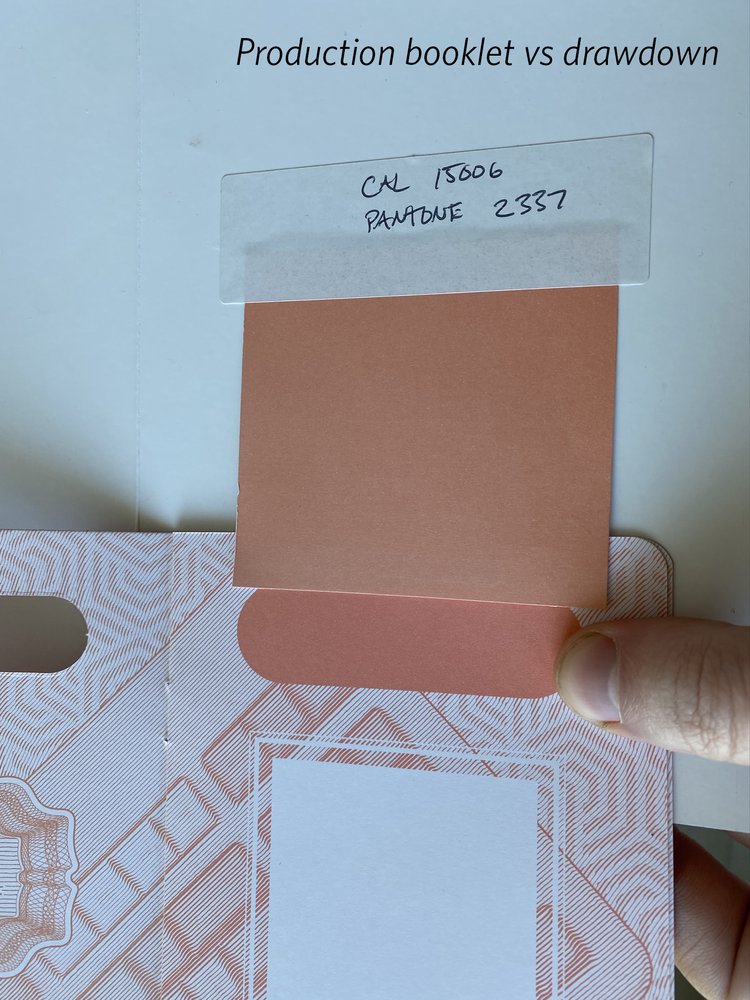 Production booklet vs drawdown
CAL 15006
PANTONE 2337